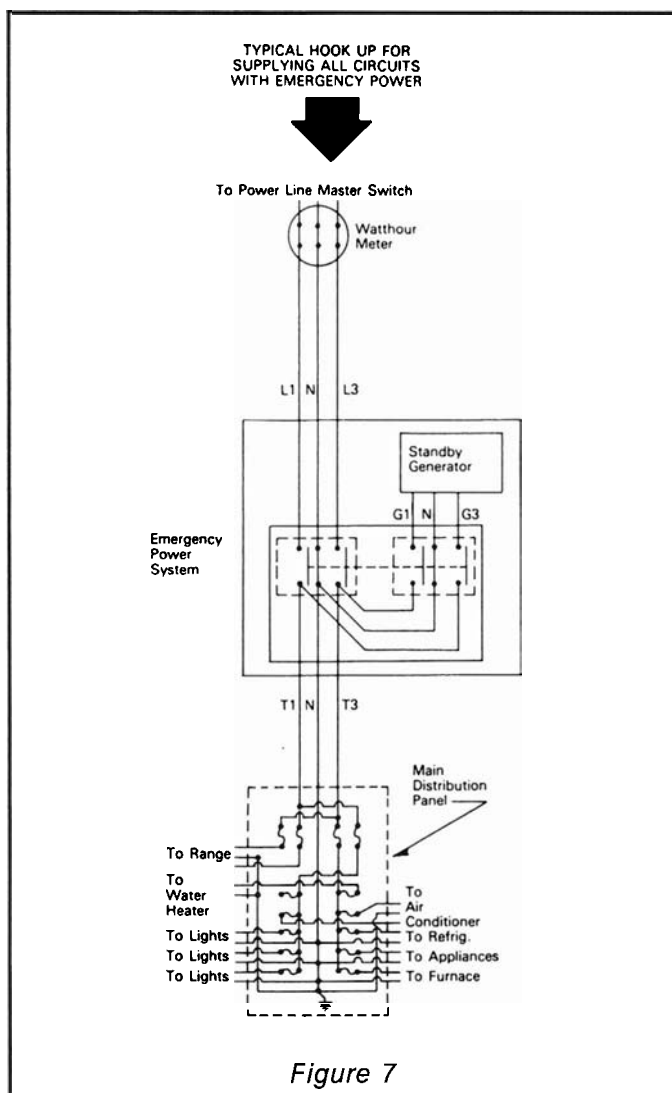 TYPICAL HOOK UP FOR
SUPPLYING ALL CIRCUITS
WITH EMERGENCY POWER
To Power Line Master Switch
Watthour
Meter
L1 N L3
Standby
Generator
G1 N G3
Emergency
Power
System
T1 N T3
Main
Distribution
Panel
To Range
To
Water
Heater
To
Air
Conditioner
To Lights
To Refrig.
To Lights
To Appliances
To Lights
To Furnace
Figure 7